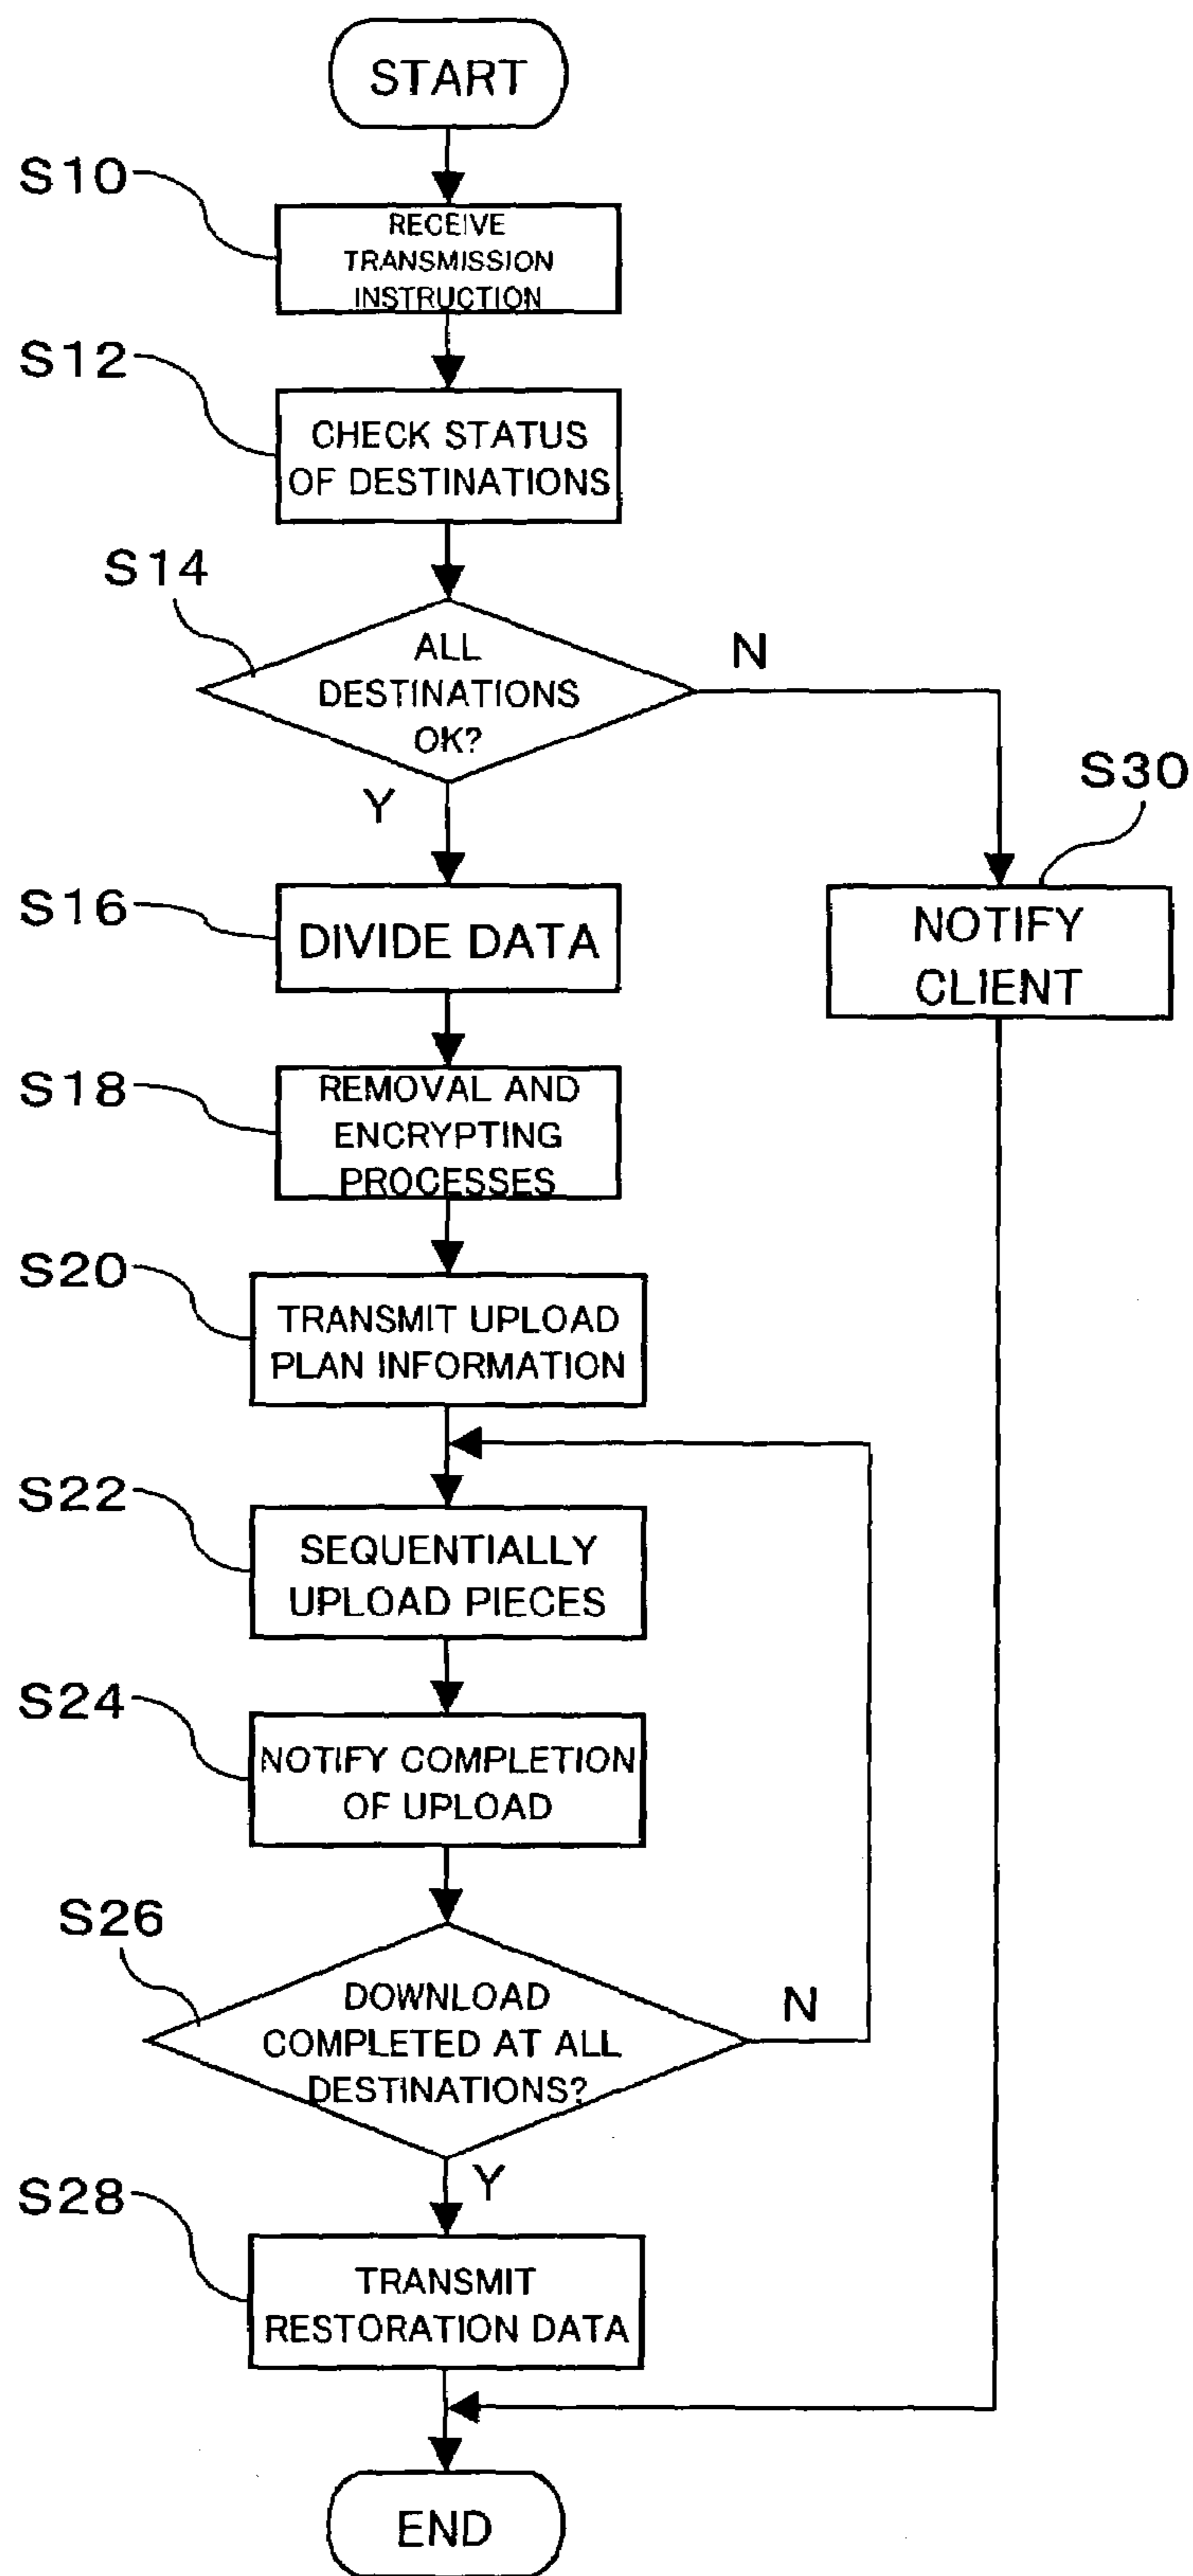 START
S10
RECEIVE
TRANSMISSION
INSTRUCTION
S12
CHECK STATUS
OF DESTINATIONS
S14
ALL
DESTINATIONS
OK?
N
Y
S30
NOTIFY
CLIENT
S16
DIVIDE DATA
S18
REMOVAL AND
ENCRYPTING
PROCESSES
S20
TRANSMIT UPLOAD
PLAN INFORMATION
S22
SEQUENTIALLY
UPLOAD PIECES
S24
NOTIFY COMPLETION
OF UPLOAD
S26
DOWNLOAD
COMPLETED AT ALL
DESTINATIONS?
N
Y
S28
TRANSMIT
RESTORATION DATA
END